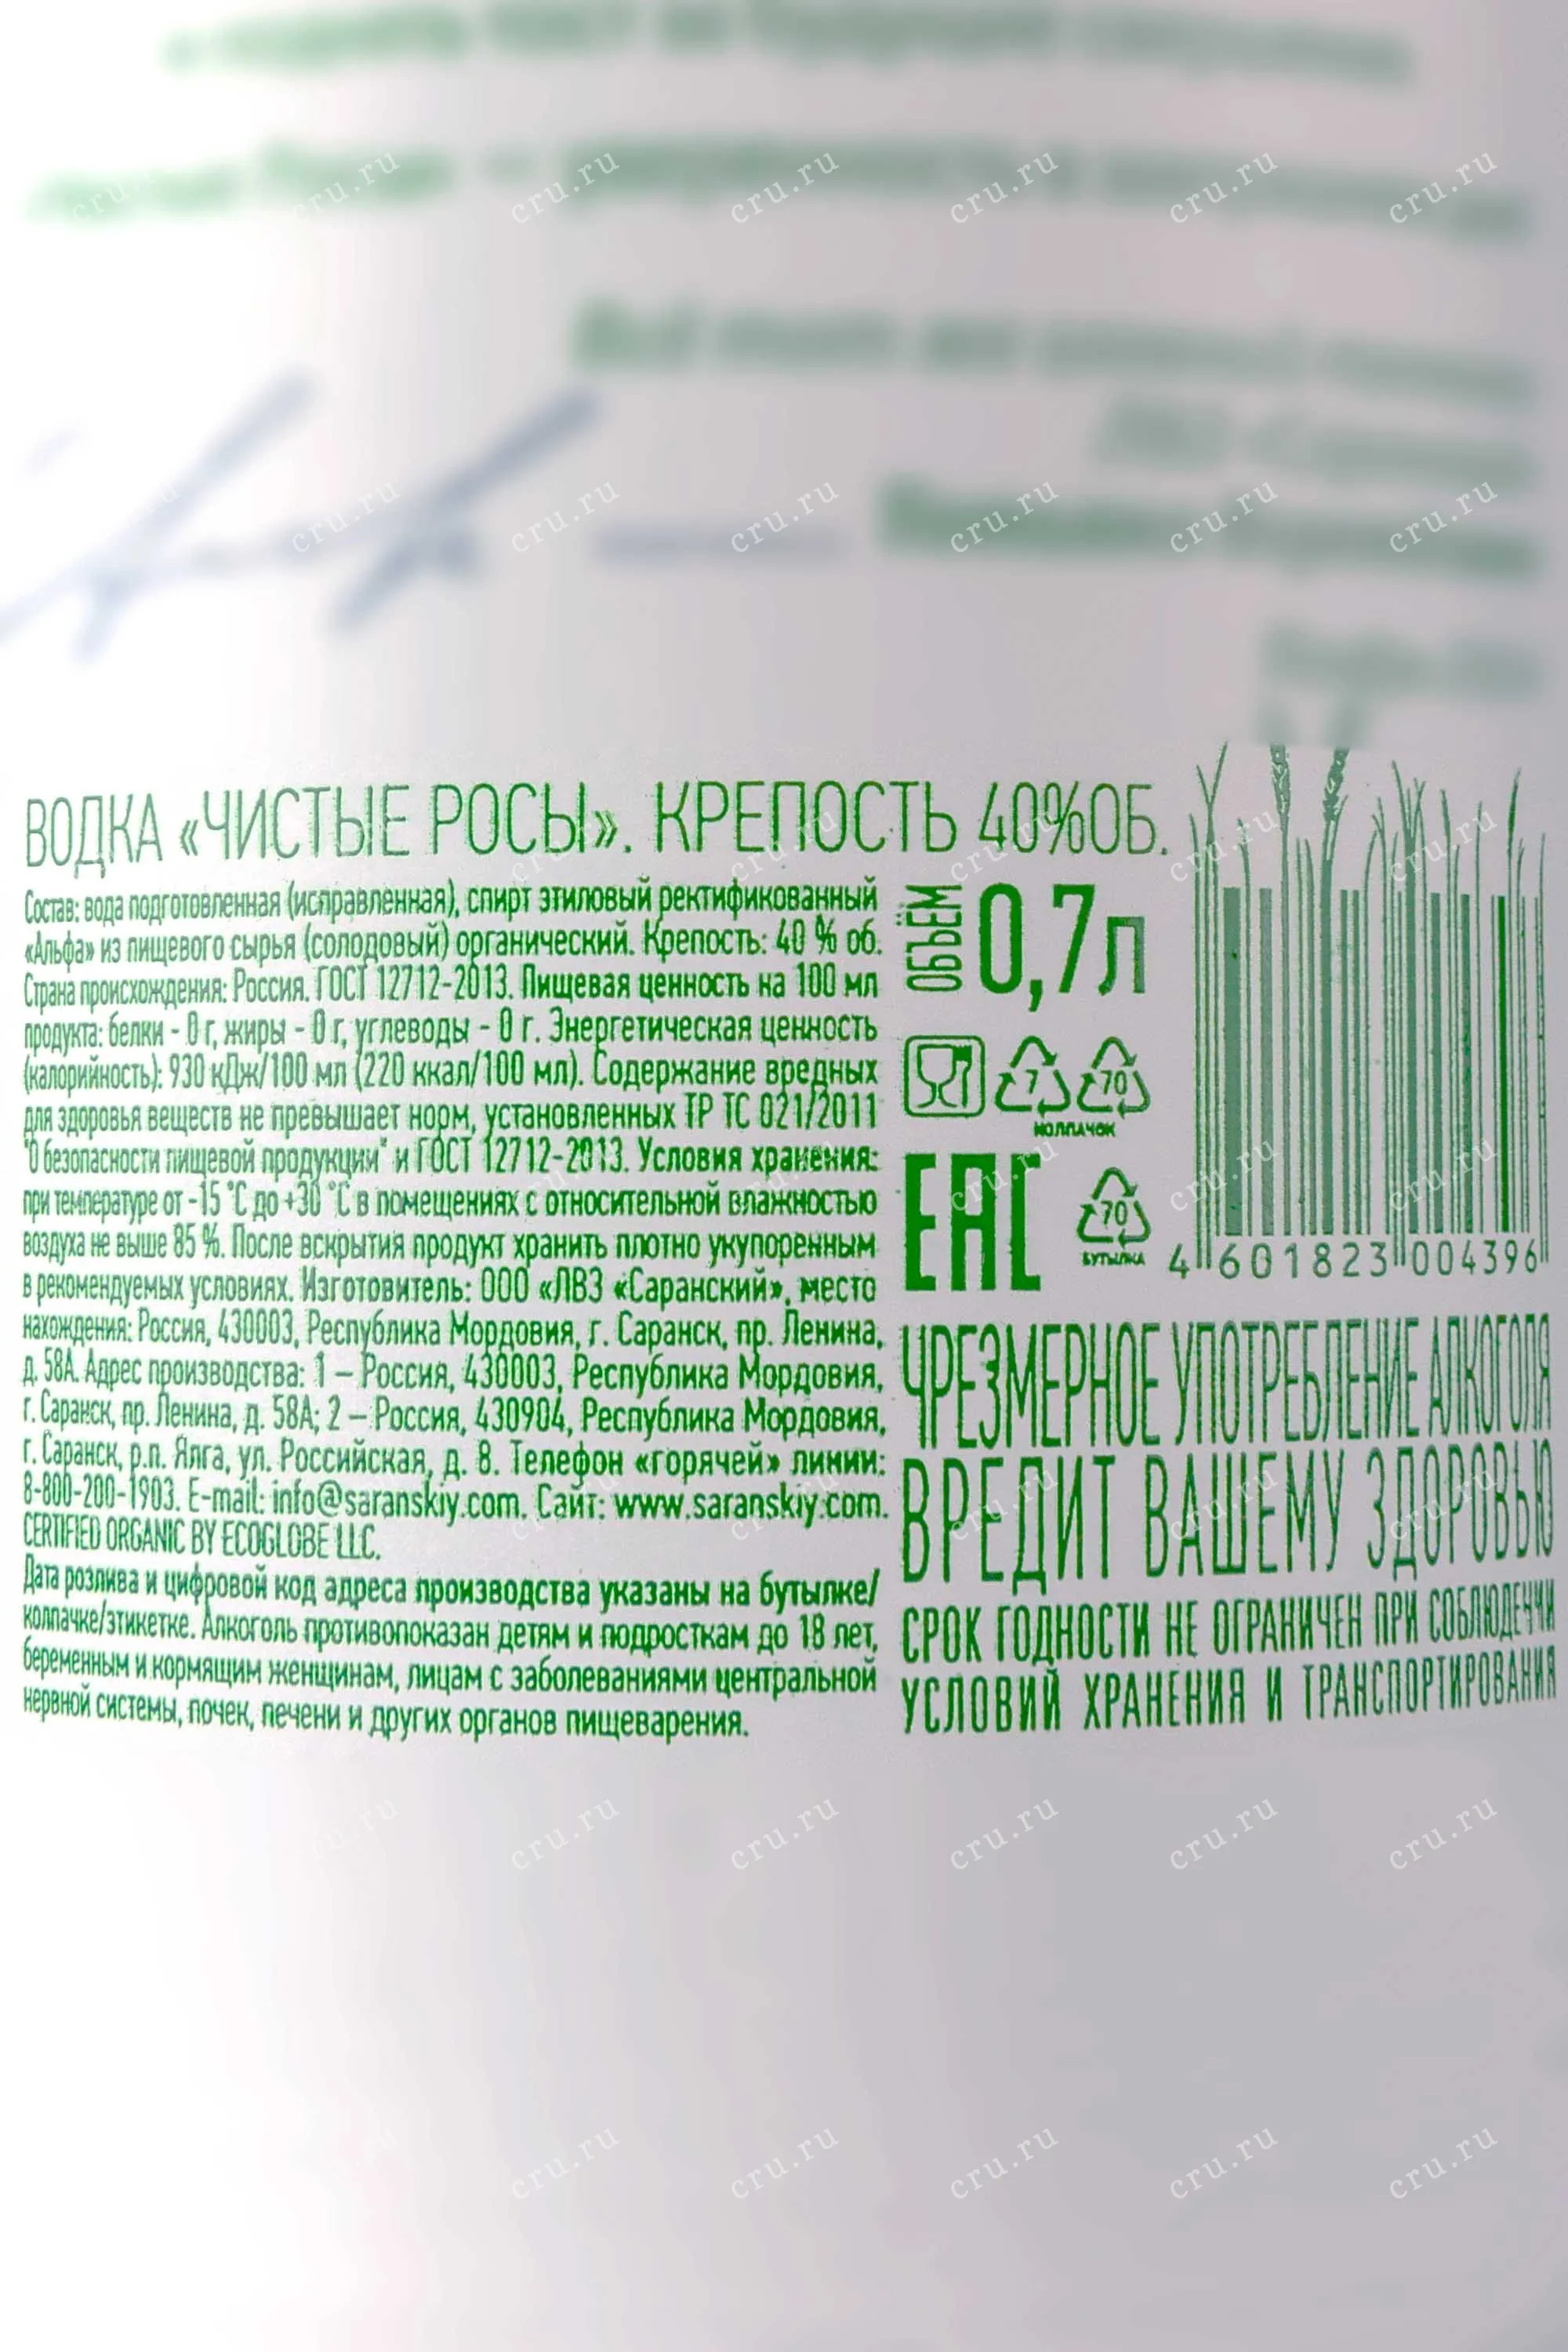 ВОДКА «ЧИСТЫЕ РОСЫ». КРЕПОСТЬ 40%ОБ.
Состав: вода подготовленная (исправленная), спирт этиловый ректификованный
«Альфа» из пищевого сырья (солодовый) органический. Крепость: 40 % об.
Страна происхождения: Россия. ГОСТ 12712-2013. Пищевая ценность на 100 мл
продукта: белки - 0 г, жиры - 0 г, углеводы - 0 г. Энергетическая ценность
(калорийность): 930 кДж/100 мл (220 ккал/100 мл). Содержание вредных
для здоровья веществ не превышает норм, установленных ТР ТС 021/2011
"О безопасности пищевой продукции" и ГОСТ 12712-2013. Условия хранения:
при температуре от -15 °С до +30 °С в помещениях с относительной влажностью
воздуха не выше 85 %. После вскрытия продукт хранить плотно укупоренным
в рекомендуемых условиях. Изготовитель: ООО «ЛВЗ «Саранский», место
нахождения: Россия, 430003, Республика Мордовия, г. Саранск, пр. Ленина,
д. 58А. Адрес производства: 1 – Россия, 430003, Республика Мордовия,
г. Саранск, пр. Ленина, д. 58А; 2 – Россия, 430904, Республика Мордовия,
г. Саранск, р.п. Ялга, ул. Российская, д. 8. Телефон «горячей» линии:
8-800-200-1903. E-mail: info@saranskiy.com. Сайт: www.saranskiy.com.
CERTIFIED ORGANIC BY ECOGLOBE LLC.
Дата розлива и цифровой код адреса производства указаны на бутылке/
колпачке/этикетке. Алкоголь противопоказан детям и подросткам до 18 лет,
беременным и кормящим женщинам, лицам с заболеваниями центральной
нервной системы, почек, печени и других органов пищеварения.
ОБЪЁМ 0,7л
7 70
КОЛПАЧОК
EAC
70
БУТЫЛКА
4 601823 004396
ЧРЕЗМЕРНОЕ УПОТРЕБЛЕНИЕ АЛКОГОЛЯ
ВРЕДИТ ВАШЕМУ ЗДОРОВЬЮ
СРОК ГОДНОСТИ НЕ ОГРАНИЧЕН ПРИ СОБЛЮДЕНИИ
УСЛОВИЙ ХРАНЕНИЯ И ТРАНСПОРТИРОВАНИЯ
cru.ru